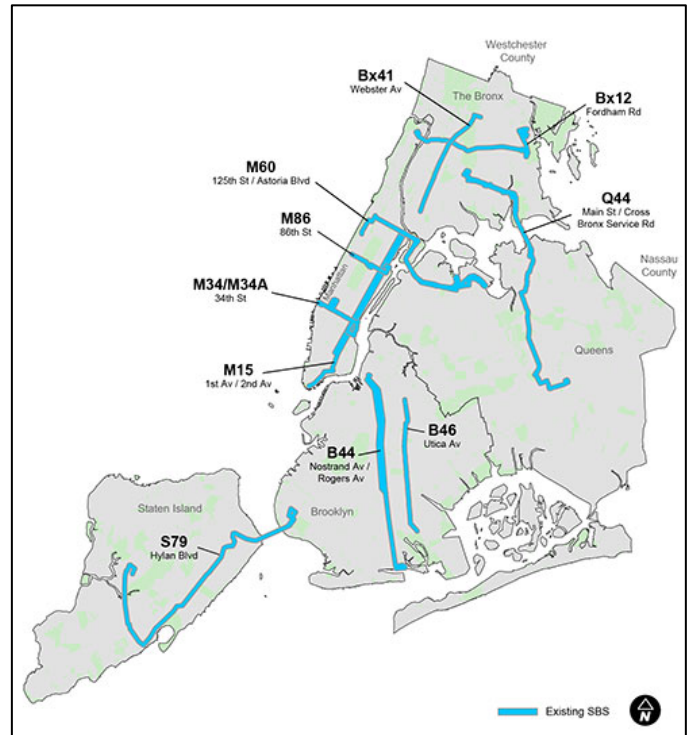 Westchester
County
Bx41
Webster Av
The Bronx
Bx12
Fordham Rd
M60
125th St / Astoria Blvd
Q44
Main St / Cross
Bronx Service Rd
M86
86th St
Nassau
County
Manhattan
M34/M34A
34th St
Queens
M15
1st Av / 2nd Av
B46
Utica Av
B44
Nostrand Av /
Rogers Av
Staten Island
Brooklyn
S79
Hylan Blvd
Existing SBS
N